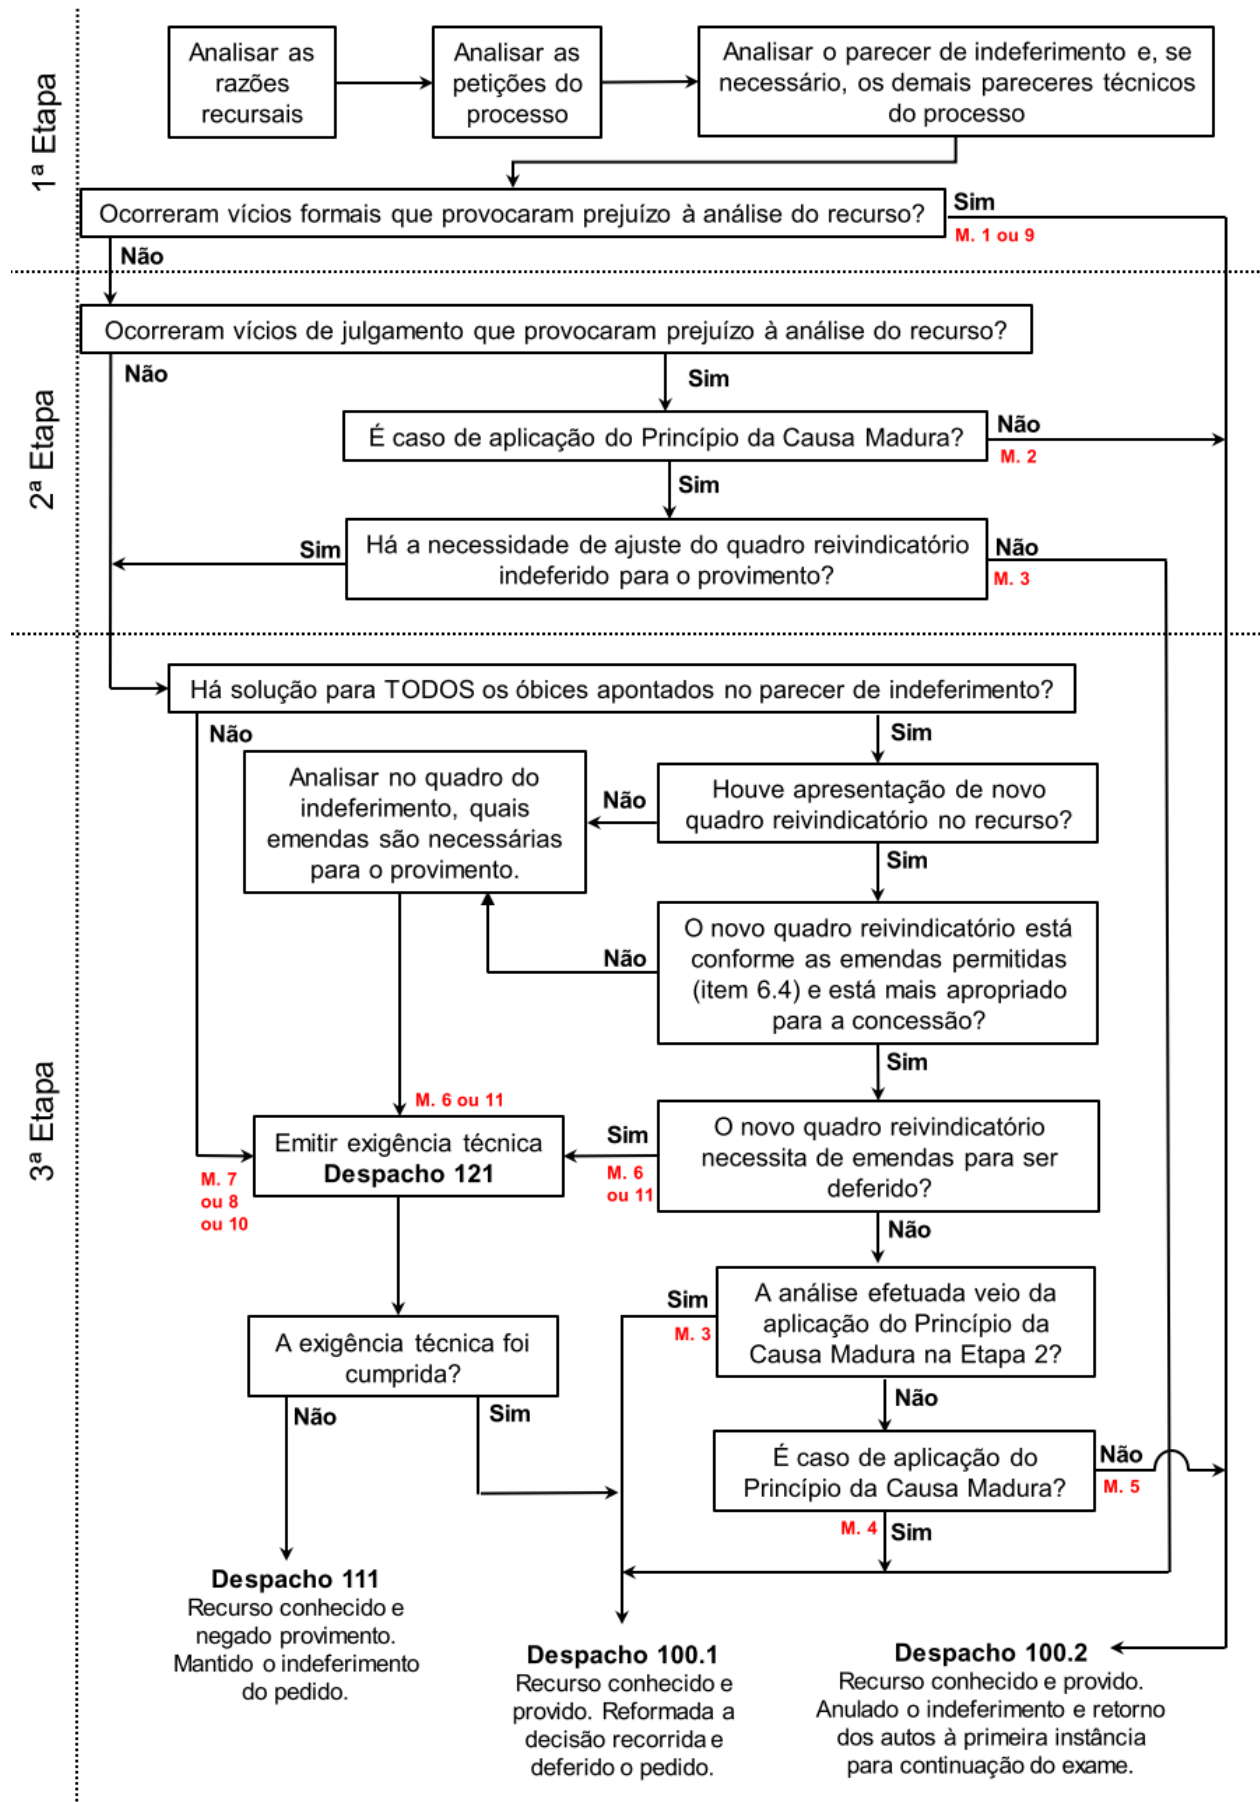 1ª Etapa
Analisar as
razões
recursais
Analisar as
petições do
processo
Analisar o parecer de indeferimento e, se
necessário, os demais pareceres técnicos
do processo
Ocorreram vícios formais que provocaram prejuízo à análise do recurso?
Sim
M. 1 ou 9
Não
2ª Etapa
Ocorreram vícios de julgamento que provocaram prejuízo à análise do recurso?
Não
Sim
É caso de aplicação do Princípio da Causa Madura?
Não
M. 2
Sim
Há a necessidade de ajuste do quadro reivindicatório
indeferido para o provimento?
Sim
Não
M. 3
3ª Etapa
Há solução para TODOS os óbices apontados no parecer de indeferimento?
Não
Sim
Analisar no quadro do
indeferimento, quais
emendas são necessárias
para o provimento.
Não
Houve apresentação de novo
quadro reivindicatório no recurso?
Sim
Não
O novo quadro reivindicatório está
conforme as emendas permitidas
(item 6.4) e está mais apropriado
para a concessão?
Sim
M. 6 ou 11
Emitir exigência técnica
Despacho 121
M. 7
ou 8
ou 10
Sim
M. 6
ou 11
O novo quadro reivindicatório
necessita de emendas para ser
deferido?
Não
A exigência técnica foi
cumprida?
Sim
M. 3
A análise efetuada veio da
aplicação do Princípio da
Causa Madura na Etapa 2?
Não
Não
Sim
É caso de aplicação do
Princípio da Causa Madura?
Não
M. 5
M. 4
Sim
Despacho 111
Recurso conhecido e
negado provimento.
Mantido o indeferimento
do pedido.
Despacho 100.1
Recurso conhecido e
provido. Reformada a
decisão recorrida e
deferido o pedido.
Despacho 100.2
Recurso conhecido e provido.
Anulado o indeferimento e retorno
dos autos à primeira instância
para continuação do exame.